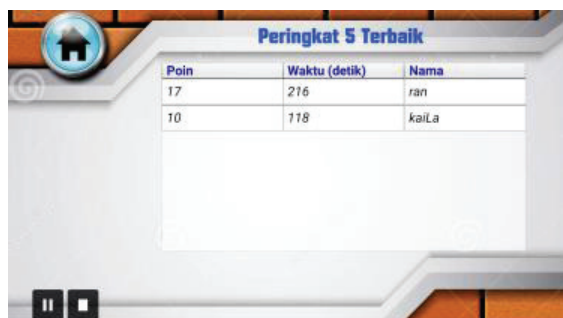 Peringkat 5 Terbaik
Poin Waktu (detik) Nama
17 216 ran
10 118 kaiLa